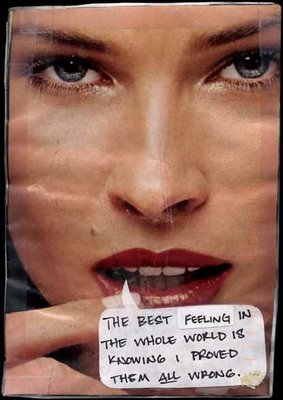 THE BEST FEELING IN
THE WHOLE WORLD IS
KNOWING I PROVED
THEM ALL WRONG.